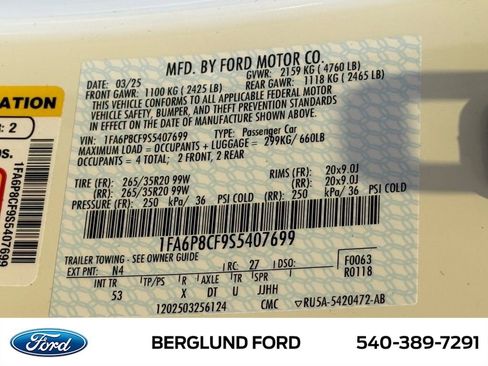 MFD. BY FORD MOTOR CO.
03/25
GVWR: 2159 KG ( 4760 LB)
FRONT GAWR: 1100 KG ( 2425 LB)
REAR GAWR: 1118 KG ( 2465 LB)
THIS VEHICLE CONFORMS TO ALL APPLICABLE FEDERAL MOTOR
VEHICLE SAFETY, BUMPER, AND THEFT PREVENTION STANDARDS
IN EFFECT ON THE DATE OF MANUFACTURE SHOWN ABOVE.
VIN: 1FA6P8CF9S5407699
TYPE: Passenger Car
MAXIMUM LOAD = OCCUPANTS + LUGGAGE = 299KG/ 660LB
OCCUPANTS = 4 TOTAL; 2 FRONT, 2 REAR
TIRE (FR): 265/35R20 99W
RIMS (FR): 20x9.0J
TIRE (RR): 265/35R20 99W
RIMS (RR): 20x9.0J
PRESSURE (FR): 250 kPa/ 36 PSI COLD
(RR): 250 kPa/ 36 PSI COLD
1FA6P8CF9S5407699
TRAILER TOWING - SEE OWNER GUIDE
EXT PNT: N4
RC: 27
DSO:
F0063
R0118
INT TR
TP/PS
R
AXLE
TR
SPR
53
X
D
U
JJHH
1202503256124
CMC
RU5A-5420472-AB
1FA6P8CF9S5407699
Ford
BERGLUND FORD
540-389-7291